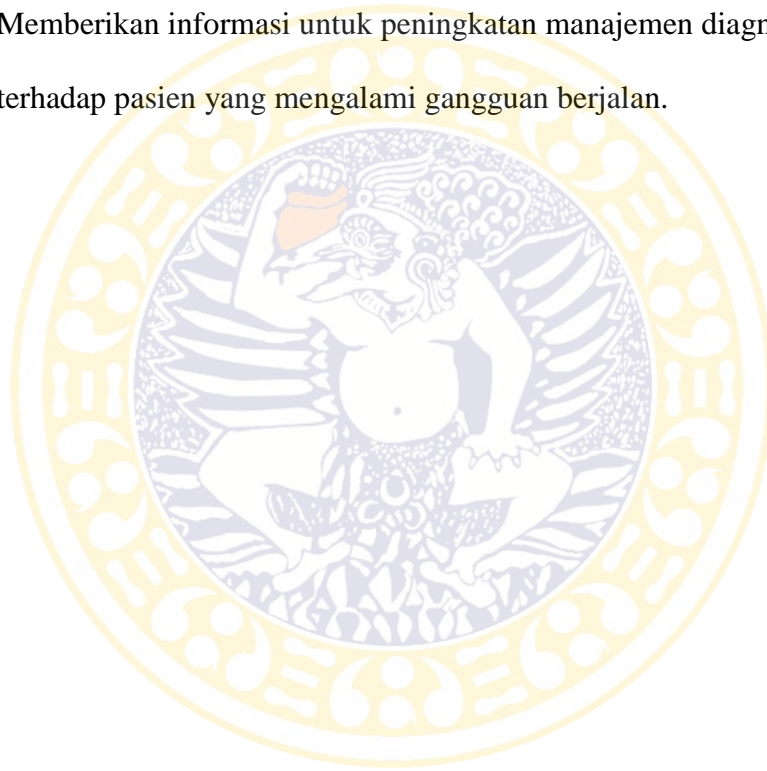 Memberikan informasi untuk peningkatan manajemen
terhadap pasien yang mengalami gangguan berjalan.